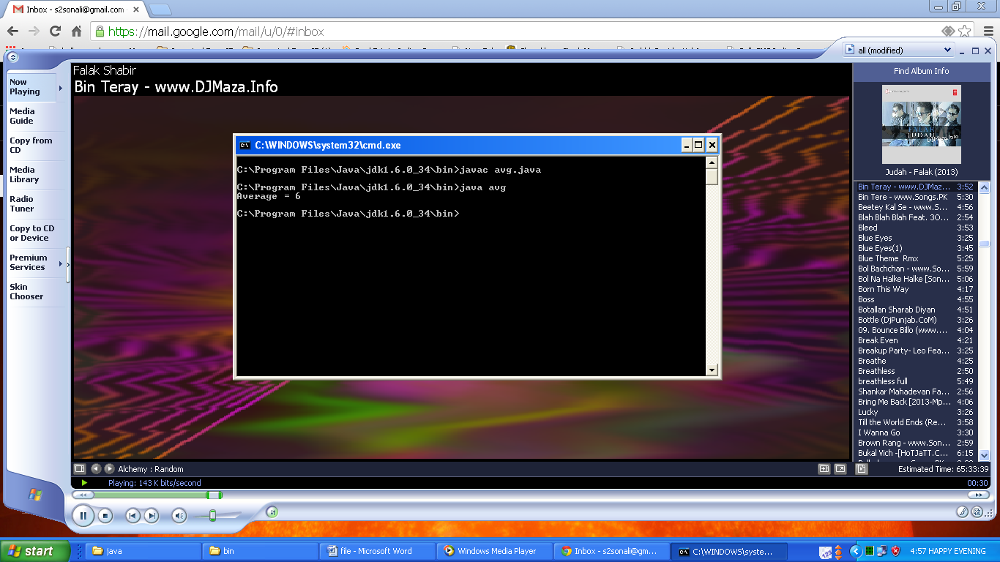 Inbox - s2sonali@gmail.com
https://mail.google.com/mail/u/0/#inbox
all (modified)
Now
Playing
Media
Guide
Copy from
CD
Media
Library
Radio
Tuner
Copy to CD
or Device
Premium
Services
Skin
Chooser
Falak Shabir
Bin Teray - www.DJMaza.Info
C:\WINDOWS\system32\cmd.exe
C:\Program Files\Java\jdk1.6.0_34\bin>javac avg.java
C:\Program Files\Java\jdk1.6.0_34\bin>java avg
Average = 6
C:\Program Files\Java\jdk1.6.0_34\bin>
Find Album Info
FALAK
JUDAH
Judah - Falak (2013)
Bin Teray - www.DJMaz... 3:52
Bin Tere - www.Songs.PK 5:30
Beetey Kal Se - www.S... 4:56
Blah Blah Blah Feat. 3O... 2:54
Bleed 3:53
Blue Eyes 3:25
Blue Eyes(1) 3:45
Blue Theme Rmx 5:25
Bol Bachchan - www.So... 5:59
Bol Na Halke Halke [Son... 5:06
Born This Way 4:17
Boss 4:55
Botallan Sharab Diyan 4:51
Bottle (DjPunjab.CoM) 3:26
09. Bounce Billo (www.... 4:04
Break Even 4:21
Breakup Party- Leo Fea... 3:25
Breathe 4:25
Breathless 2:50
breathless full 5:49
Shankar Mahadevan Fa... 2:56
Bring Me Back [2013-Mp... 4:06
Lucky 3:26
Till the World Ends (Re... 3:58
I Wanna Go 3:30
Brown Rang - www.Son... 2:59
Bukal Vich -[HoTJaTT.C... 6:15
Alchemy : Random
Estimated Time: 65:33:39
Playing: 143 K bits/second
00:30
start
java
bin
file - Microsoft Word
Windows Media Player
Inbox - s2sonali@gm...
C:\WINDOWS\syste...
4:57 HAPPY EVENING